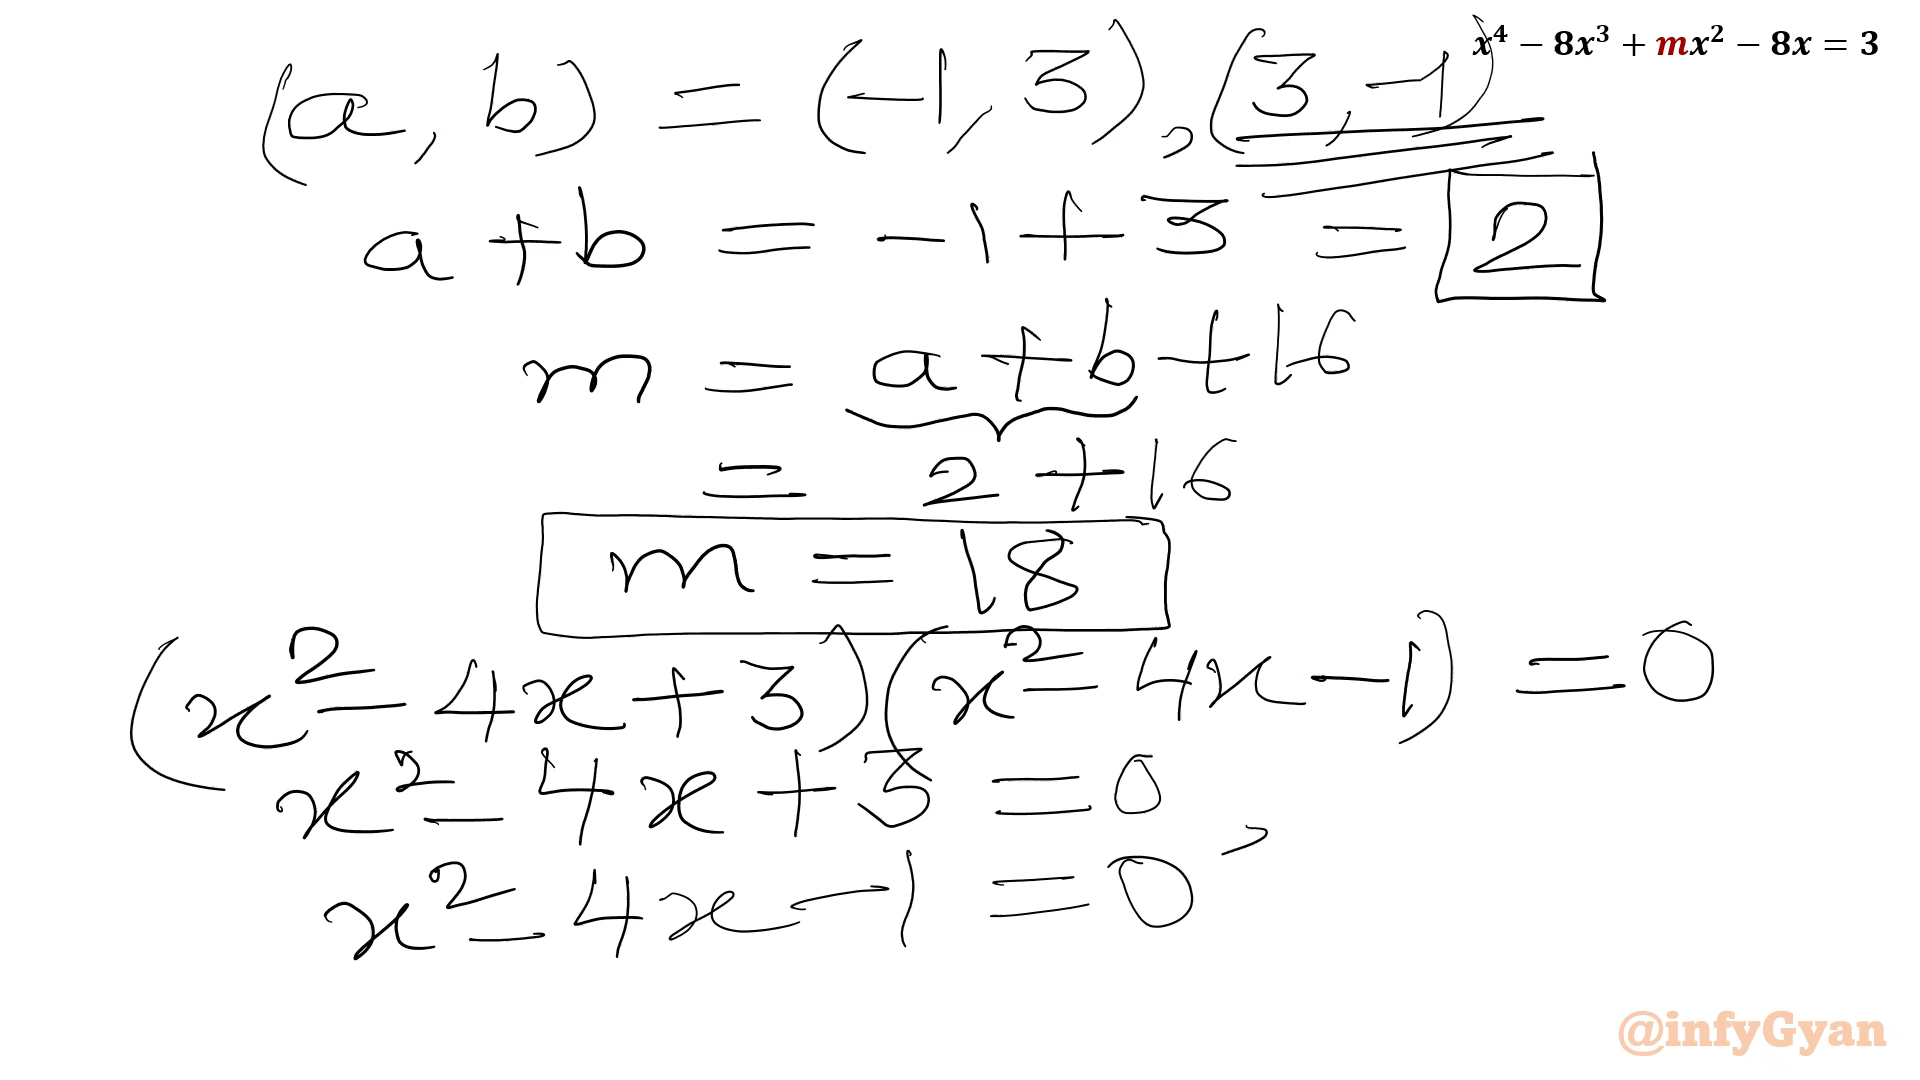 x⁴ − 8x³ + mx² − 8x = 3
(a, b) = (−1, 3), (3, −1)
a + b = −1 + 3 = 2
m = a + b + 16
= 2 + 16
m = 18
(x² − 4x + 3)(x² − 4x − 1) = 0
x² − 4x + 3 = 0
x² − 4x − 1 = 0,
@infyGyan